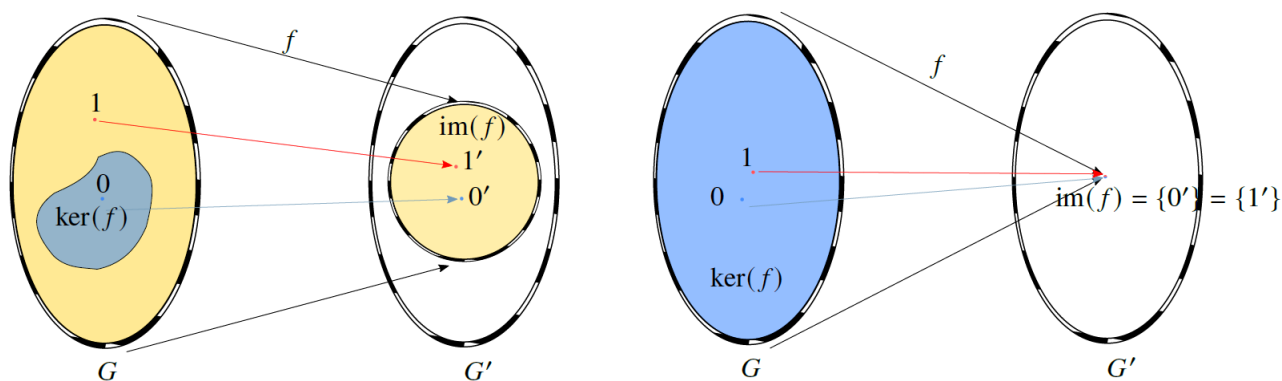 f
1
im(f)
1′
0
0′
ker(f)
G
G′
f
1
0
im(f) = {0′} = {1′}
ker(f)
G
G′